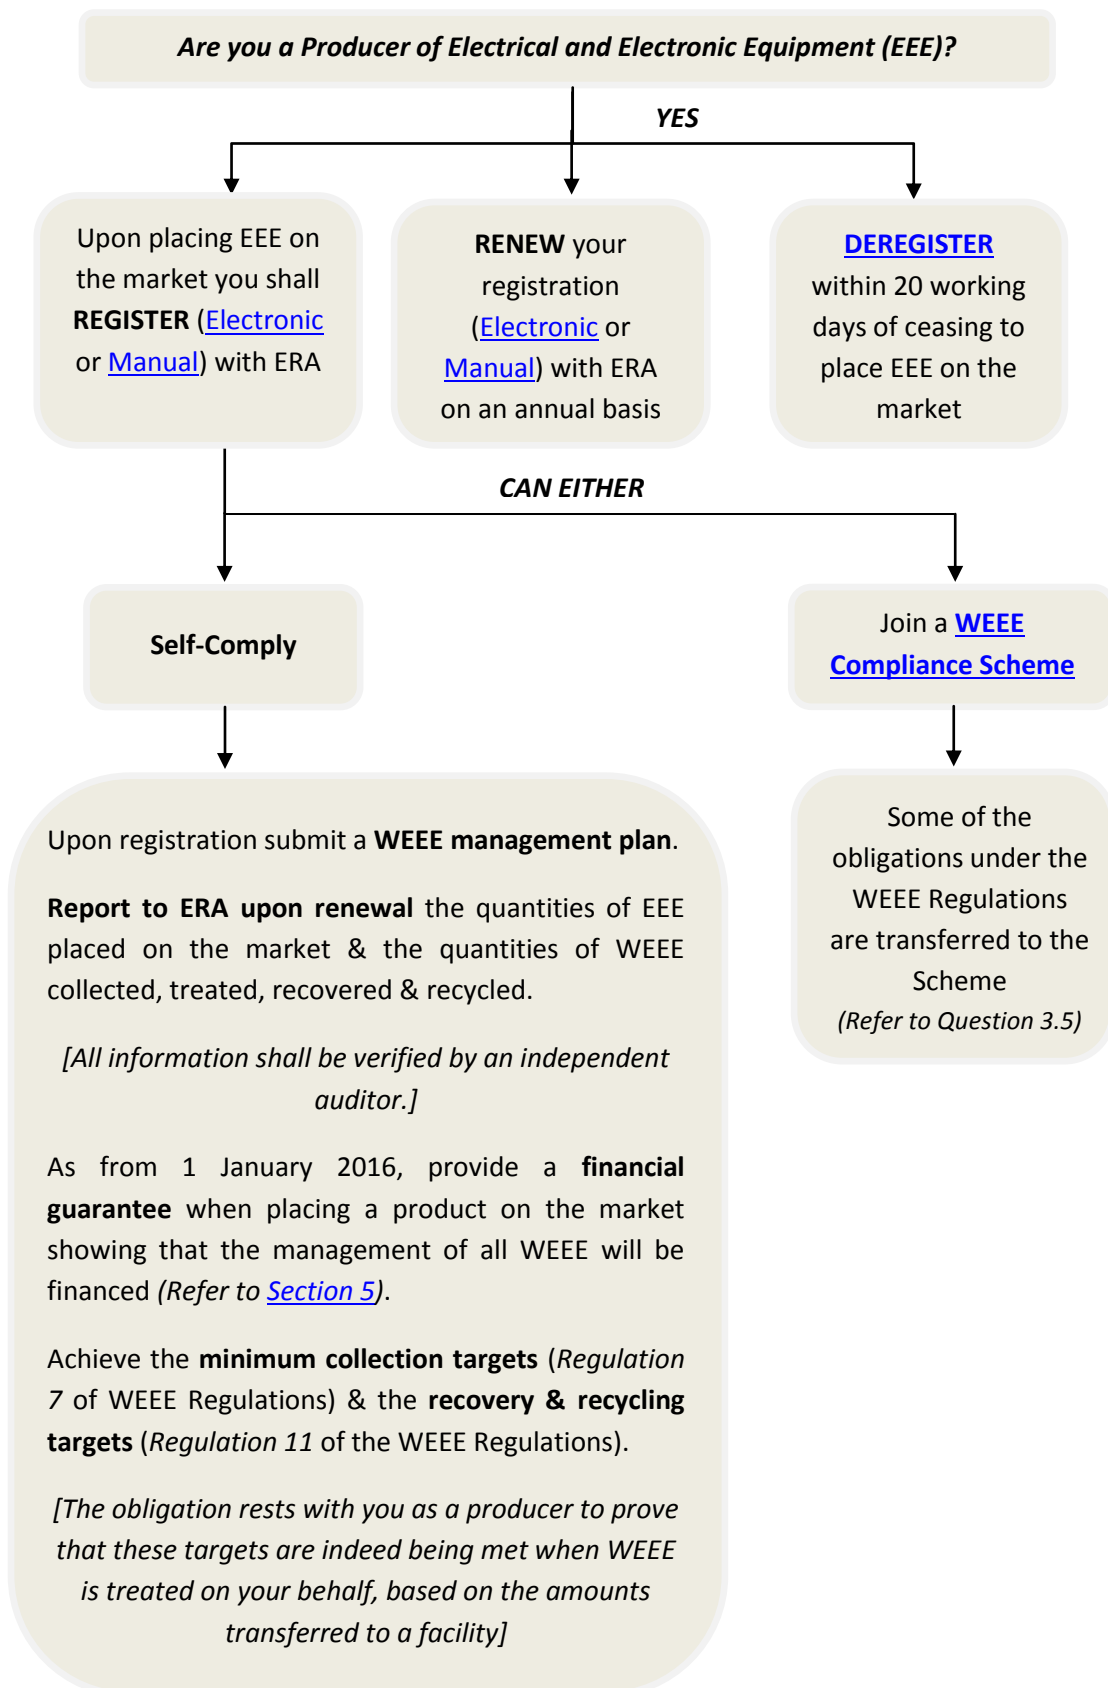 Are you a Producer of Electrical and Electronic Equipment (EEE)?
YES
Upon placing EEE on
the market you shall
REGISTER (Electronic
or Manual) with ERA
RENEW your
registration
(Electronic or
Manual) with ERA
on an annual basis
DEREGISTER
within 20 working
days of ceasing to
place EEE on the
market
CAN EITHER
Self-Comply
Join a WEEE
Compliance Scheme
Upon registration submit a WEEE management plan.
Report to ERA upon renewal the quantities of EEE
placed on the market & the quantities of WEEE
collected, treated, recovered & recycled.
[All information shall be verified by an independent
auditor.]
As from 1 January 2016, provide a financial
guarantee when placing a product on the market
showing that the management of all WEEE will be
financed (Refer to Section 5).
Achieve the minimum collection targets (Regulation
7 of WEEE Regulations) & the recovery & recycling
targets (Regulation 11 of the WEEE Regulations).
[The obligation rests with you as a producer to prove
that these targets are indeed being met when WEEE
is treated on your behalf, based on the amounts
transferred to a facility]
Some of the
obligations under the
WEEE Regulations
are transferred to the
Scheme
(Refer to Question 3.5)